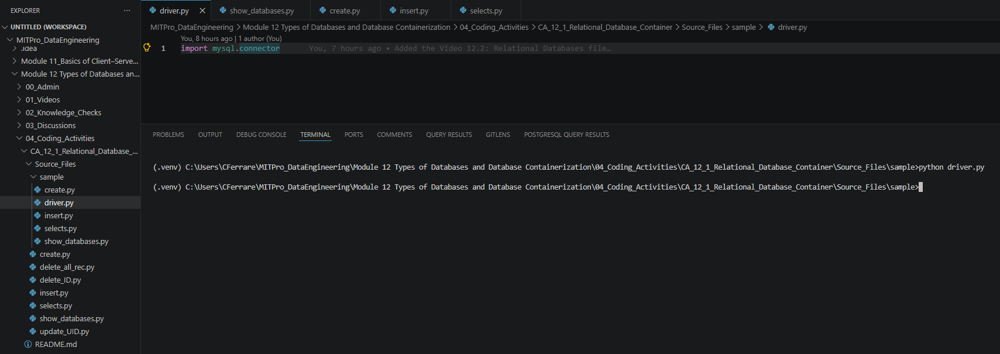 EXPLORER
UNTITLED (WORKSPACE)
MITPro_DataEngineering
.idea
Module 11_Basics of Client–Serve...
Module 12 Types of Databases an...
00_Admin
01_Videos
02_Knowledge_Checks
03_Discussions
04_Coding_Activities
CA_12_1_Relational_Database_...
Source_Files
sample
create.py
driver.py
insert.py
selects.py
show_databases.py
create.py
delete_all_rec.py
delete_ID.py
insert.py
selects.py
show_databases.py
update_UID.py
README.md
driver.py show_databases.py create.py insert.py selects.py
MITPro_DataEngineering > Module 12 Types of Databases and Database Containerization > 04_Coding_Activities > CA_12_1_Relational_Database_Container > Source_Files > sample > driver.py
You, 8 hours ago | 1 author (You)
1 import mysql.connector You, 7 hours ago • Added the Video 12.2: Relational Databases file…
PROBLEMS OUTPUT DEBUG CONSOLE TERMINAL PORTS COMMENTS QUERY RESULTS GITLENS POSTGRESQL QUERY RESULTS
(.venv) C:\Users\CFerrare\MITPro_DataEngineering\Module 12 Types of Databases and Database Containerization\04_Coding_Activities\CA_12_1_Relational_Database_Container\Source_Files\sample>python driver.py
(.venv) C:\Users\CFerrare\MITPro_DataEngineering\Module 12 Types of Databases and Database Containerization\04_Coding_Activities\CA_12_1_Relational_Database_Container\Source_Files\sample>